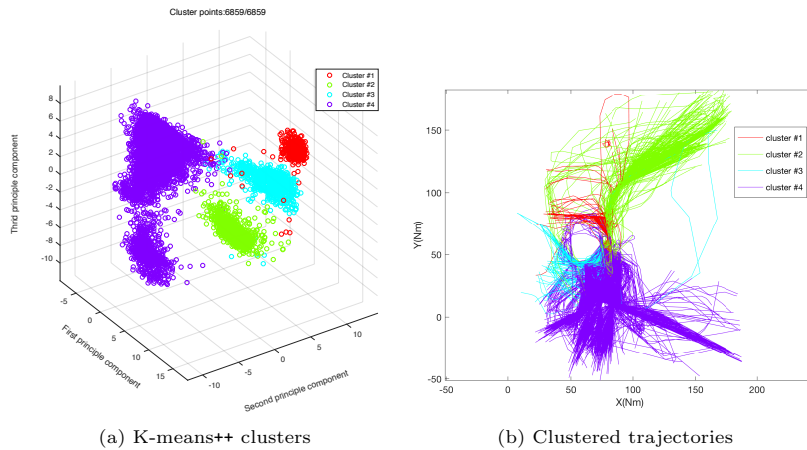 Cluster points:6859/6859
Cluster #1
Cluster #2
Cluster #3
Cluster #4
8
6
4
2
0
-2
-4
-6
-8
-10
Thrid principle component
-5
0
5
10
15
First principle component
-10
-5
0
5
10
Second principle component
(a) K-means++ clusters
150
100
50
0
-50
Y(Nm)
-50
0
50
100
150
200
X(Nm)
cluster #1
cluster #2
cluster #3
cluster #4
(b) Clustered trajectories